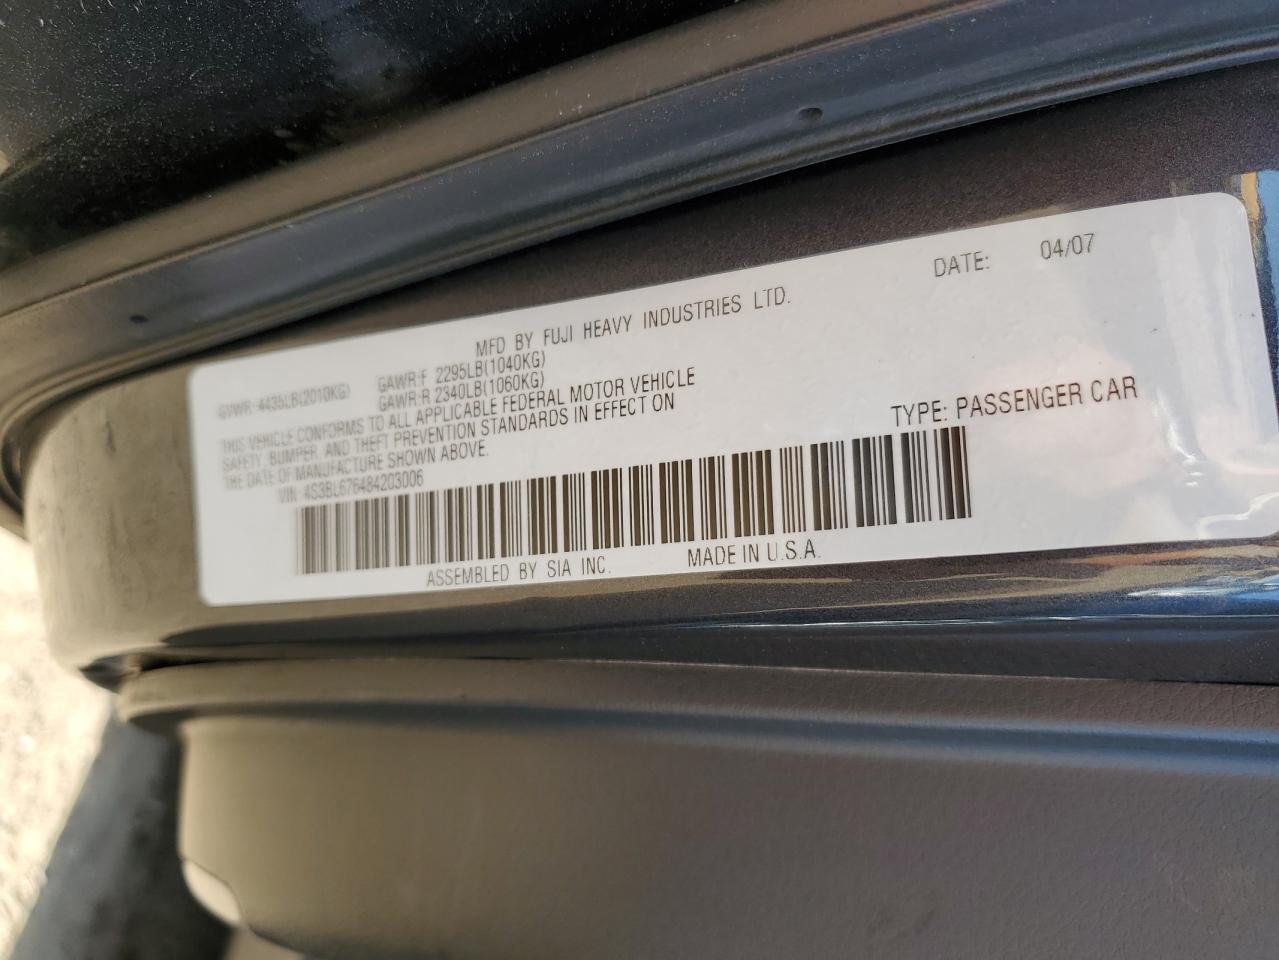 MFD BY FUJI HEAVY INDUSTRIES LTD. DATE: 04/07
GVWR: 4435LB(2010KG) GAWR:F 2295LB(1040KG)
GAWR:R 2340LB(1060KG)
THIS VEHICLE CONFORMS TO ALL APPLICABLE FEDERAL MOTOR VEHICLE
SAFETY, BUMPER, AND THEFT PREVENTION STANDARDS IN EFFECT ON
THE DATE OF MANUFACTURE SHOWN ABOVE.
VIN: 4S3BL676484203006 TYPE: PASSENGER CAR
ASSEMBLED BY SIA INC. MADE IN U.S.A.